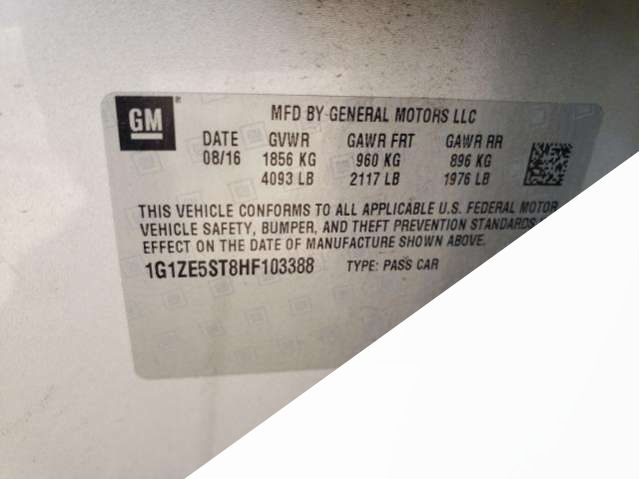 GM
MFD BY GENERAL MOTORS LLC
DATE GVWR GAWR FRT GAWR RR
08/16 1856 KG 960 KG 896 KG
4093 LB 2117 LB 1976 LB
THIS VEHICLE CONFORMS TO ALL APPLICABLE U.S. FEDERAL MOTOR
VEHICLE SAFETY, BUMPER, AND THEFT PREVENTION STANDARDS
EFFECT ON THE DATE OF MANUFACTURE SHOWN ABOVE.
1G1ZE5ST8HF103388 TYPE: PASS CAR